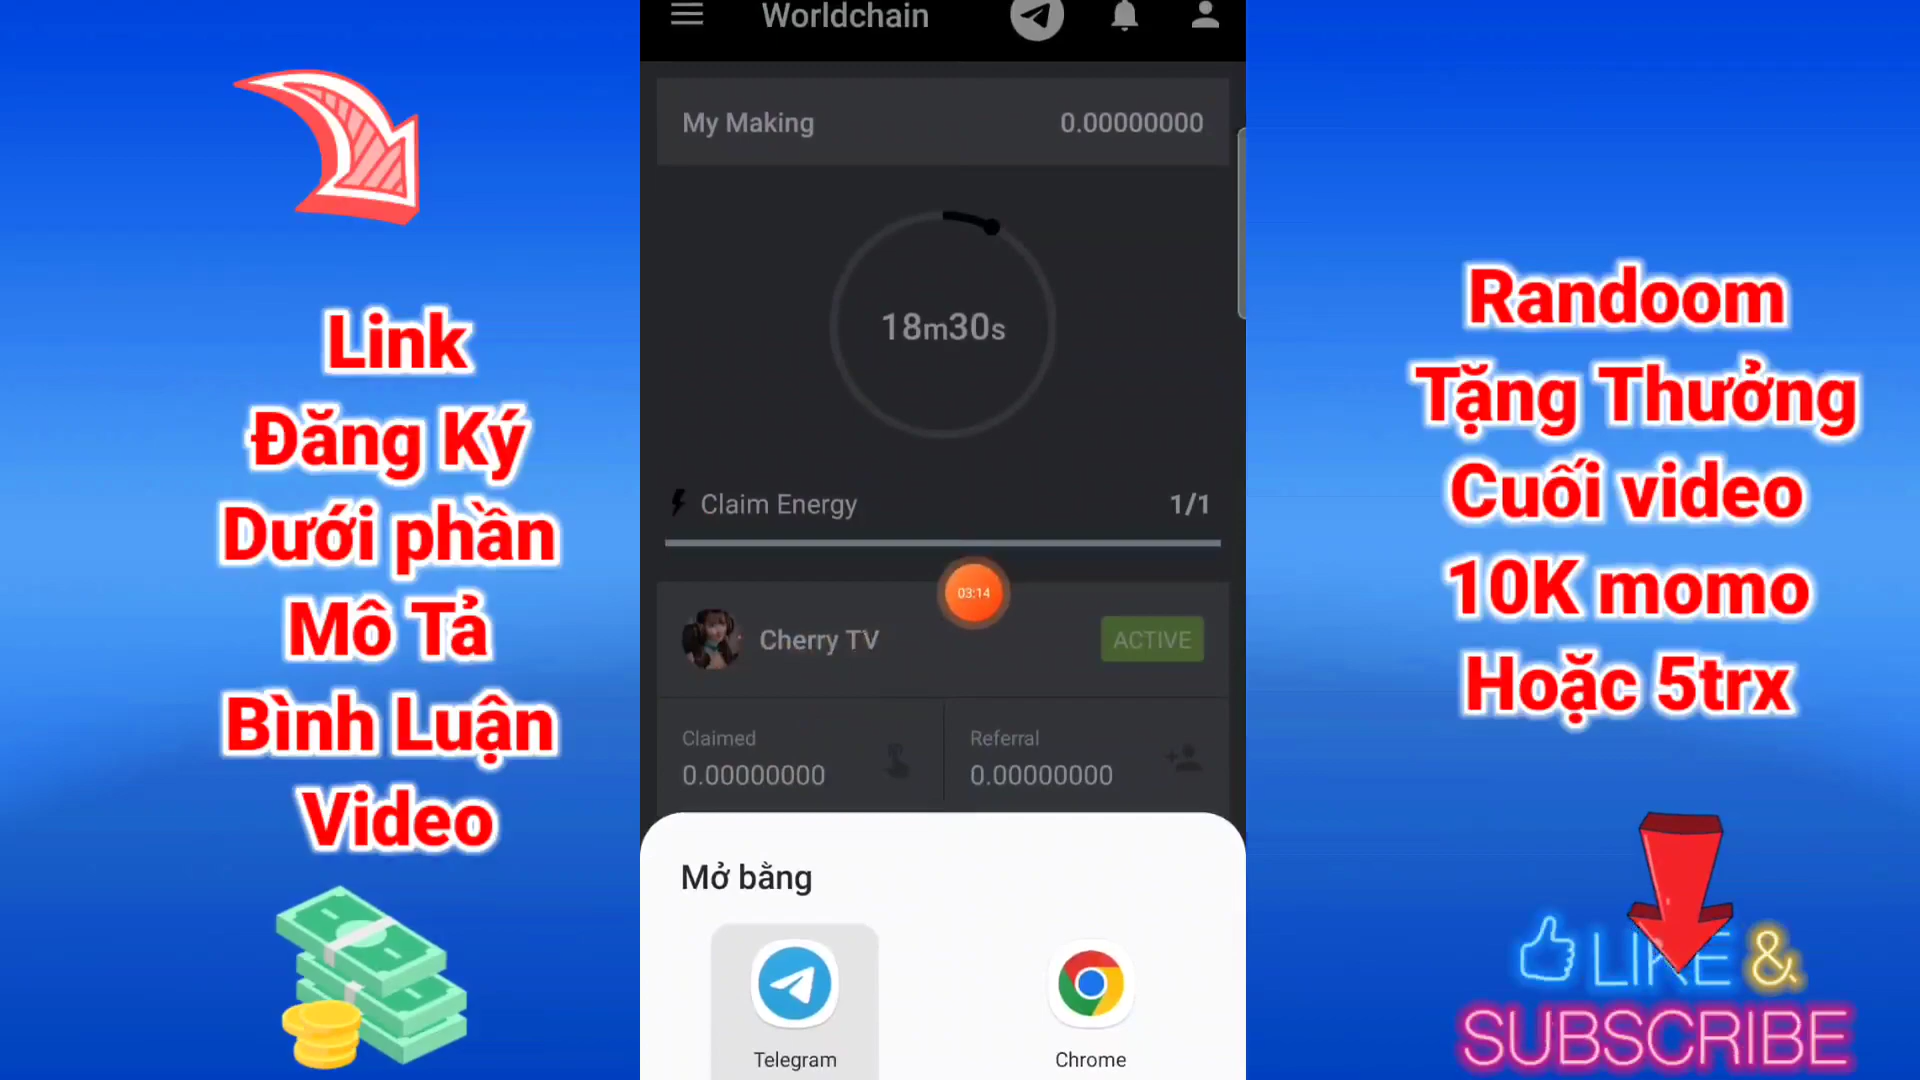 Worldchain
My Making
0.00000000
18m30s
Claim Energy
1/1
03:14
Cherry TV
ACTIVE
Claimed
0.00000000
Referral
0.00000000
Mở bằng
Telegram
Chrome
Link
Đăng Ký
Dưới phần
Mô Tả
Bình Luận
Video
Randoom
Tặng Thưởng
Cuối video
10K momo
Hoặc 5trx
LIKE &
SUBSCRIBE